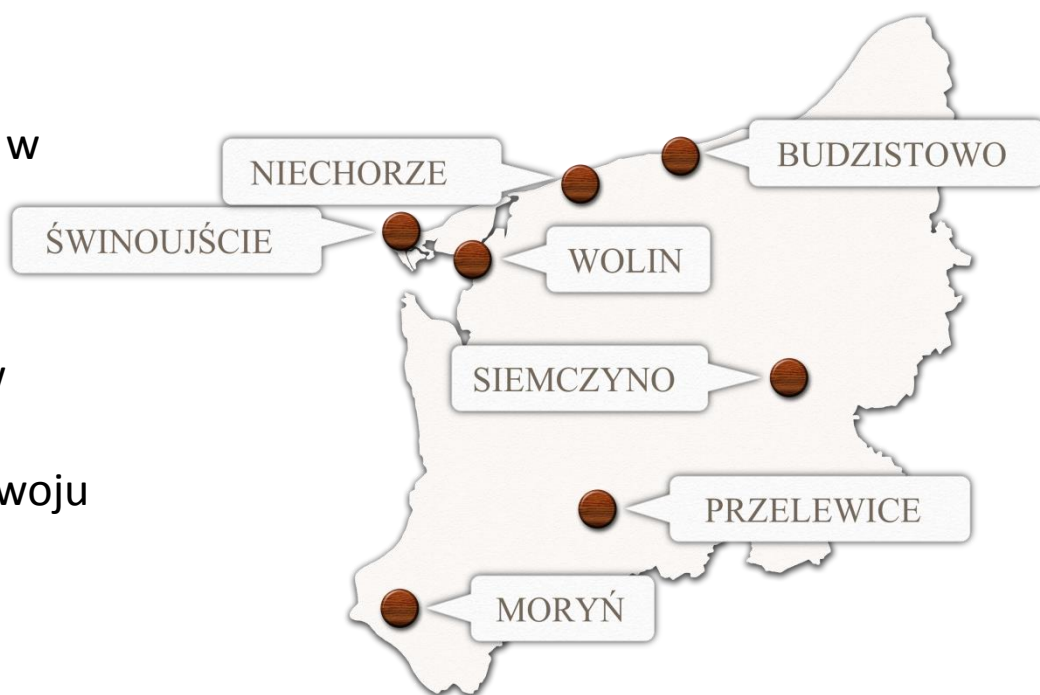 w
NIECHORZE
BUDZISTOWO
ŚWINOUJŚCIE
WOLIN
SIEMCZYNO
woju
PRZELEWICE
MORYŃ